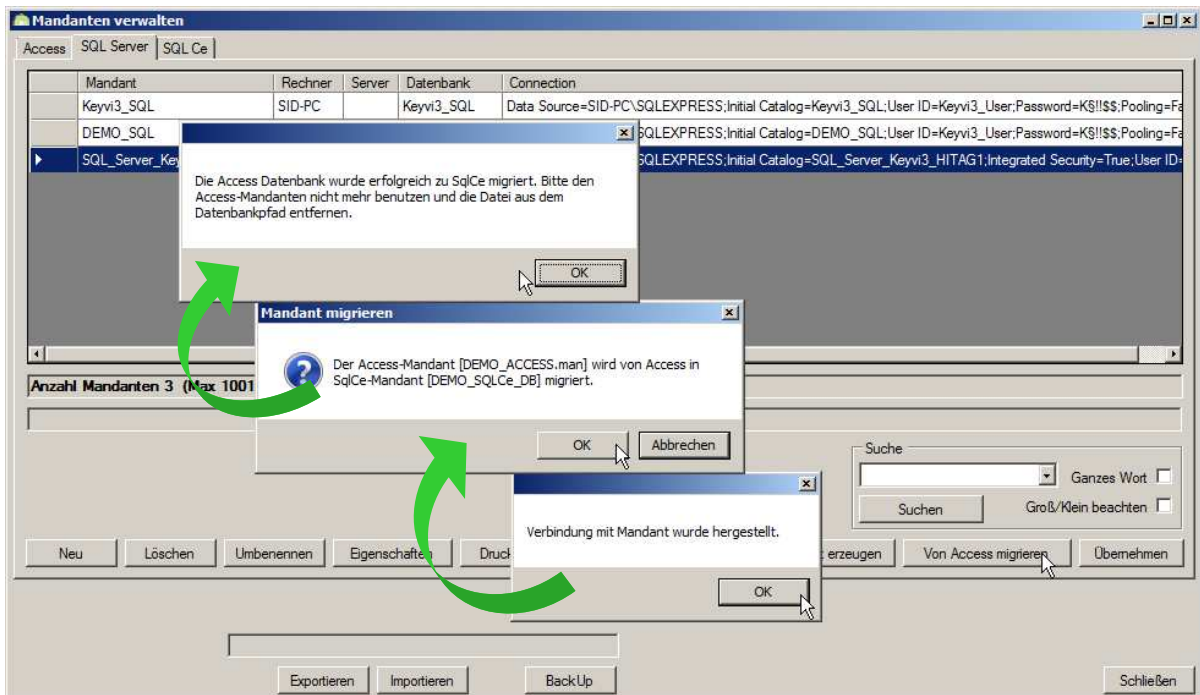 Mandanten verwalten
Access SQL Server SQL Ce
Mandant Rechner Server Datenbank Connection
Keyvi3_SQL SID-PC Keyvi3_SQL Data Source=SID-PC\SQLEXPRESS;Initial Catalog=Keyvi3_SQL;User ID=Keyvi3_User;Password=K§!!$$;Pooling=Fa
DEMO_SQL SQLEXPRESS;Initial Catalog=DEMO_SQL;User ID=Keyvi3_User;Password=K§!!$$;Pooling=Fa
SQL_Server_Key SQLEXPRESS;Initial Catalog=SQL_Server_Keyvi3_HITAG1;Integrated Security=True;User ID=
Die Access Datenbank wurde erfolgreich zu SqlCe migriert. Bitte den
Access-Mandanten nicht mehr benutzen und die Datei aus dem
Datenbankpfad entfernen.
OK
Mandant migrieren
Der Access-Mandant [DEMO_ACCESS.man] wird von Access in
SqlCe-Mandant [DEMO_SQLCe_DB] migriert.
OK Abbrechen
Anzahl Mandanten 3 (Max 1001
Suche
Ganzes Wort
Suchen Groß/Klein beachten
Verbindung mit Mandant wurde hergestellt.
OK
Neu Löschen Umbenennen Eigenschaften Druck erzeugen Von Access migrieren Übernehmen
Exportieren Importieren BackUp Schließen